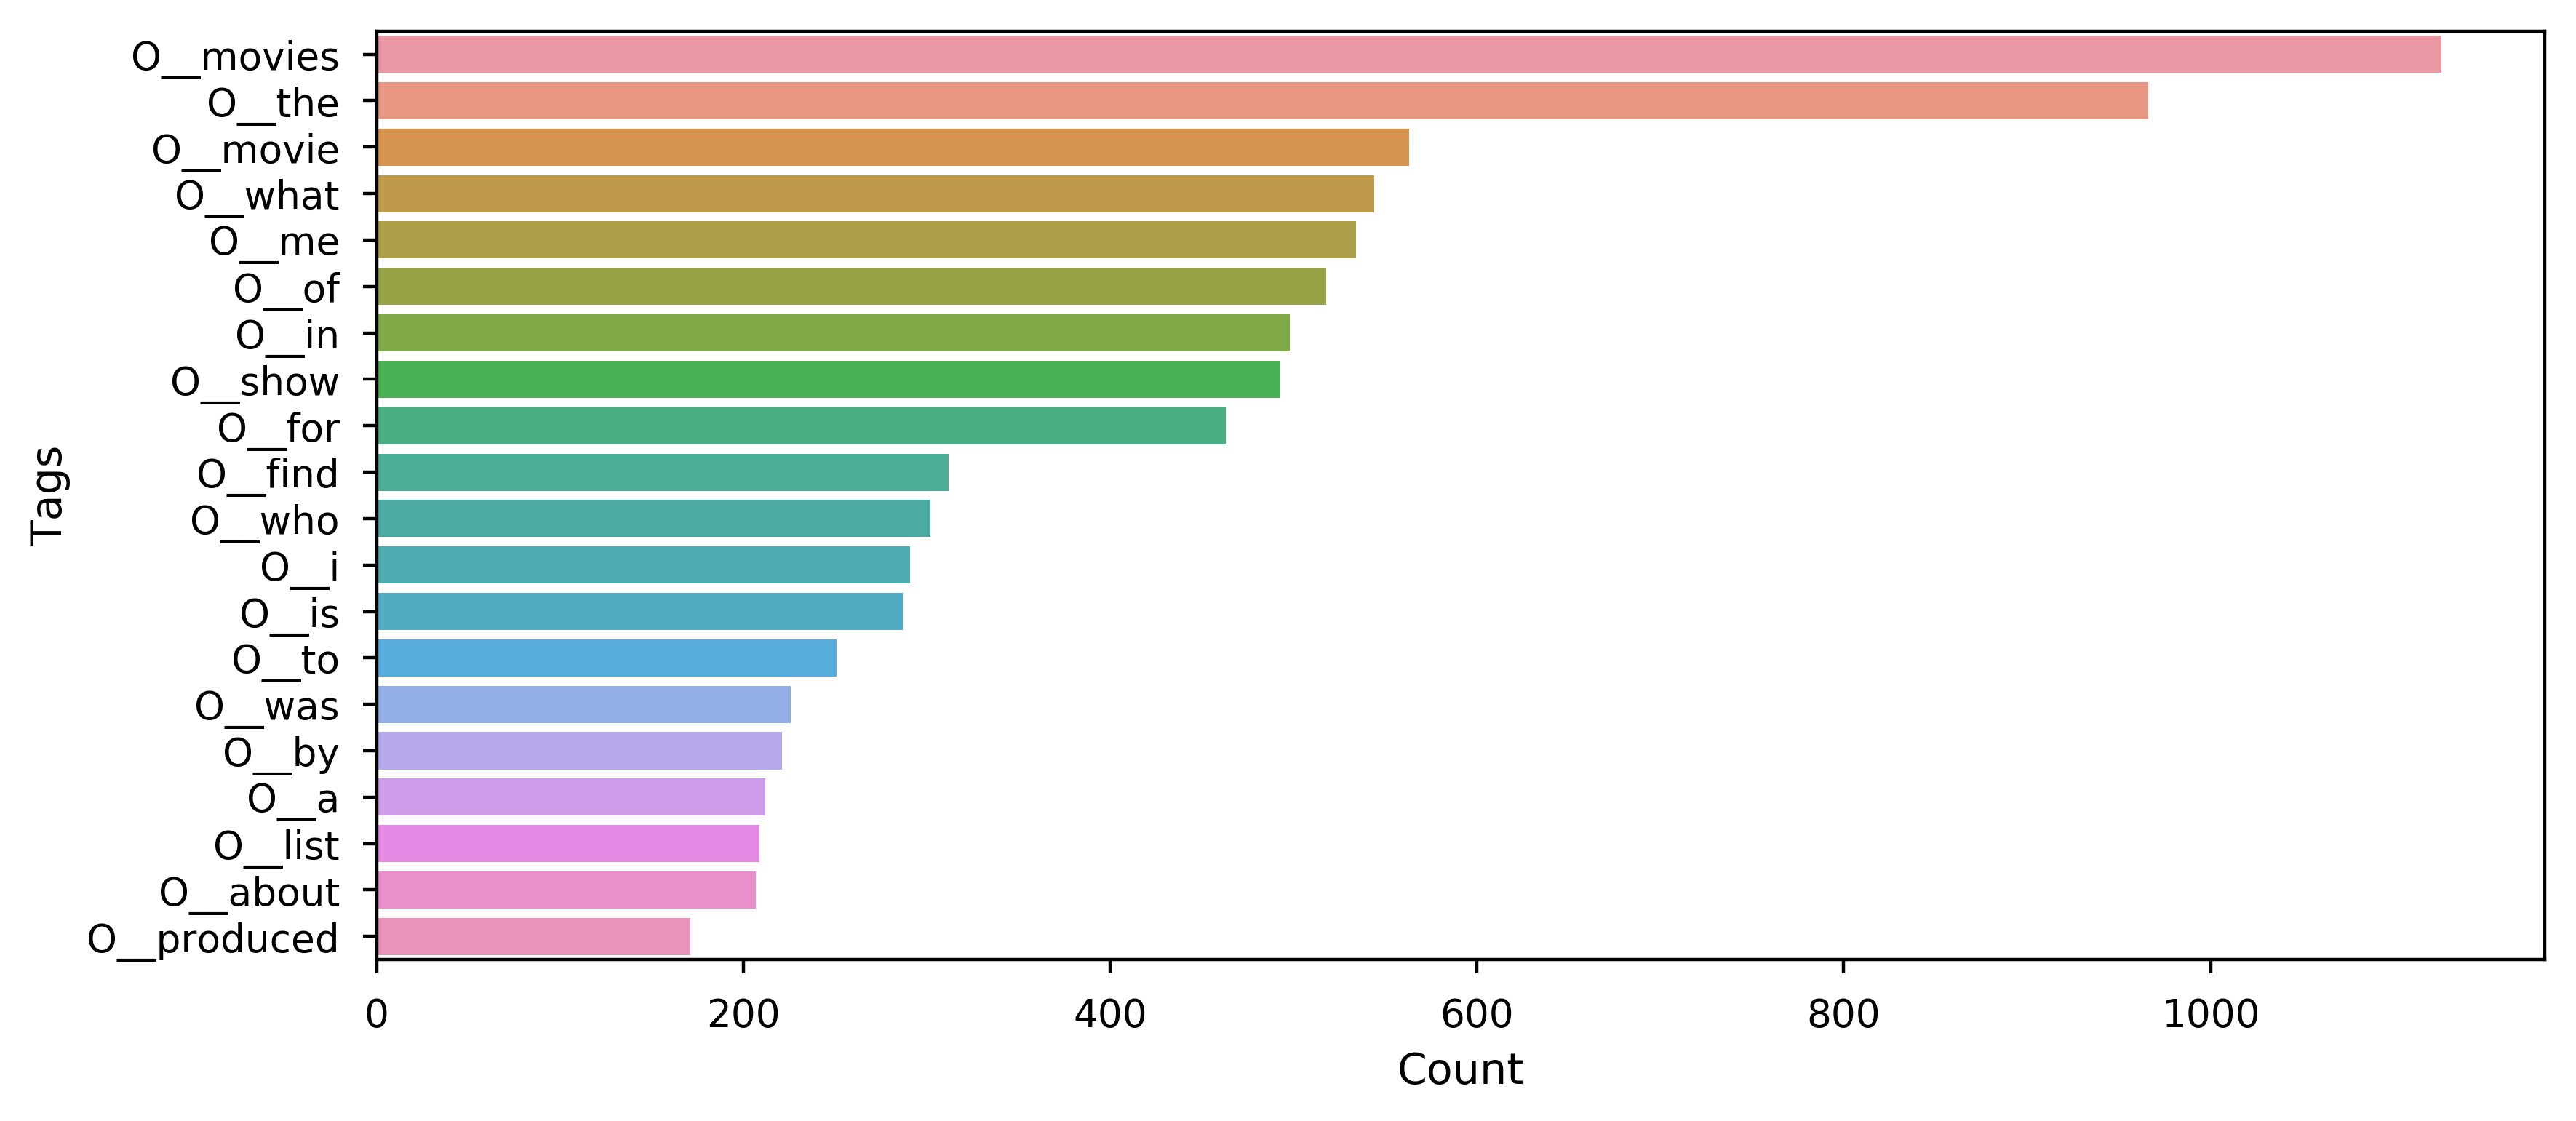 O__movies
O__the
O__movie
O__what
O__me
O__of
O__in
O__show
O__for
O__find
O__who
O__i
O__is
O__to
O__was
O__by
O__a
O__list
O__about
O__produced
Tags
0 200 400 600 800 1000
Count